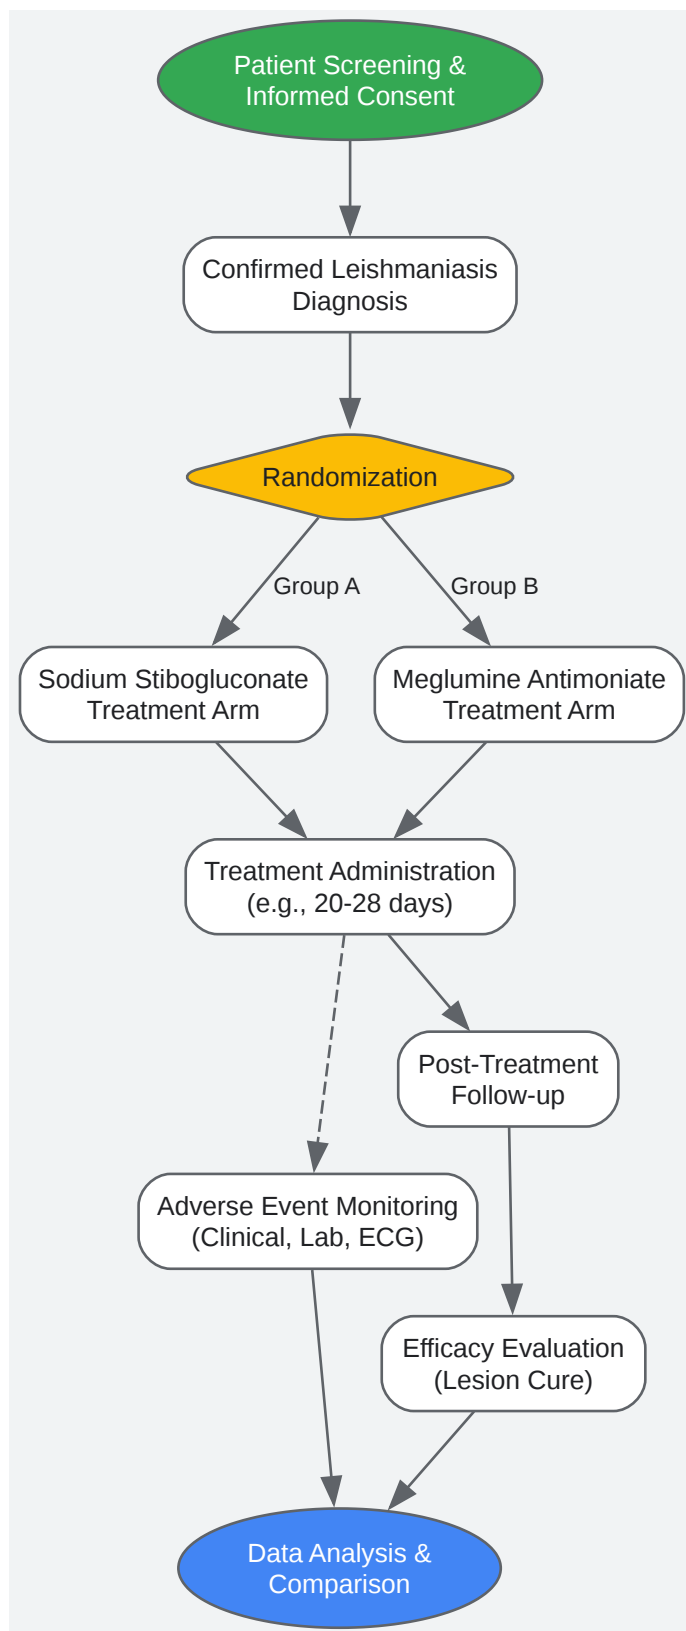 Patient Screening &
Informed Consent
Confirmed Leishmaniasis
Diagnosis
Randomization
Group A
Group B
Sodium Stibogluconate
Treatment Arm
Meglumine Antimoniate
Treatment Arm
Treatment Administration
(e.g., 20-28 days)
Post-Treatment
Follow-up
Adverse Event Monitoring
(Clinical, Lab, ECG)
Efficacy Evaluation
(Lesion Cure)
Data Analysis &
Comparison